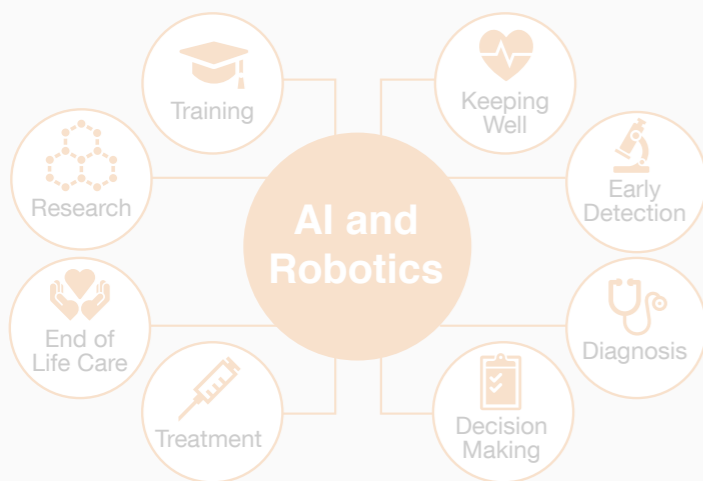 Training
Keeping
Well
Research
Early
Detection
AI and
Robotics
End of
Life Care
Diagnosis
Treatment
Decision
Making